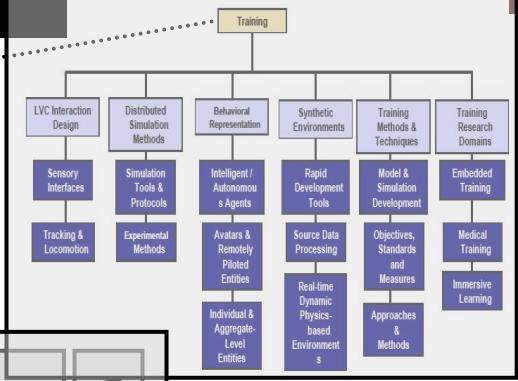 Training
LVC Interaction
Design
Distributed
Simulation
Methods
Behavioral
Representation
Synthetic
Environments
Training
Methods &
Techniques
Training
Research
Domains
Sensory
Interfaces
Simulation
Tools &
Protocols
Intelligent /
Autonomou
s Agents
Rapid
Development
Tools
Model &
Simulation
Development
Embedded
Training
Tracking &
Locomotion
Experimental
Methods
Avatars &
Remotely
Piloted
Entities
Source Data
Processing
Objectives,
Standards
and
Measures
Medical
Training
Individual &
Aggregate-
Level
Entities
Real-time
Dynamic
Physics-
based
Environment
s
Approaches
&
Methods
Immersive
Learning